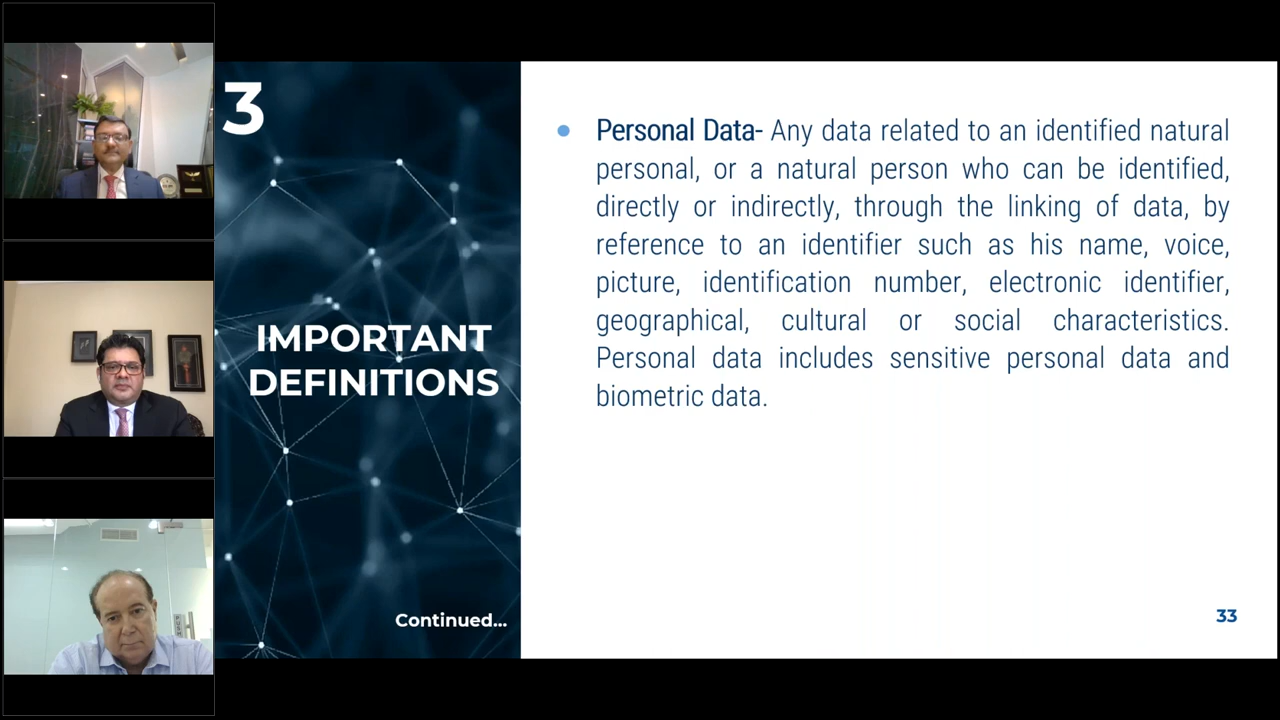 3
IMPORTANT
DEFINITIONS
Continued...
Personal Data- Any data related to an identified natural
personal, or a natural person who can be identified,
directly or indirectly, through the linking of data, by
reference to an identifier such as his name, voice,
picture, identification number, electronic identifier,
geographical, cultural or social characteristics.
Personal data includes sensitive personal data and
biometric data.
33
PUSH